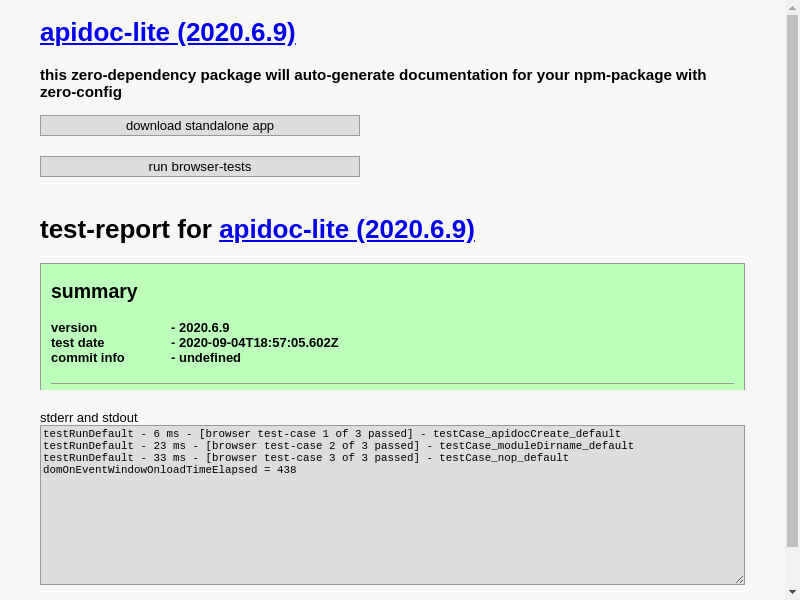 apidoc-lite (2020.6.9)
this zero-dependency package will auto-generate documentation for your npm-package with
zero-config
download standalone app
run browser-tests
test-report for apidoc-lite (2020.6.9)
summary
version - 2020.6.9
test date - 2020-09-04T18:57:05.602Z
commit info - undefined
stderr and stdout
testRunDefault - 6 ms - [browser test-case 1 of 3 passed] - testCase_apidocCreate_default
testRunDefault - 23 ms - [browser test-case 2 of 3 passed] - testCase_moduleDirname_default
testRunDefault - 33 ms - [browser test-case 3 of 3 passed] - testCase_nop_default
domOnEventWindowOnloadTimeElapsed = 438